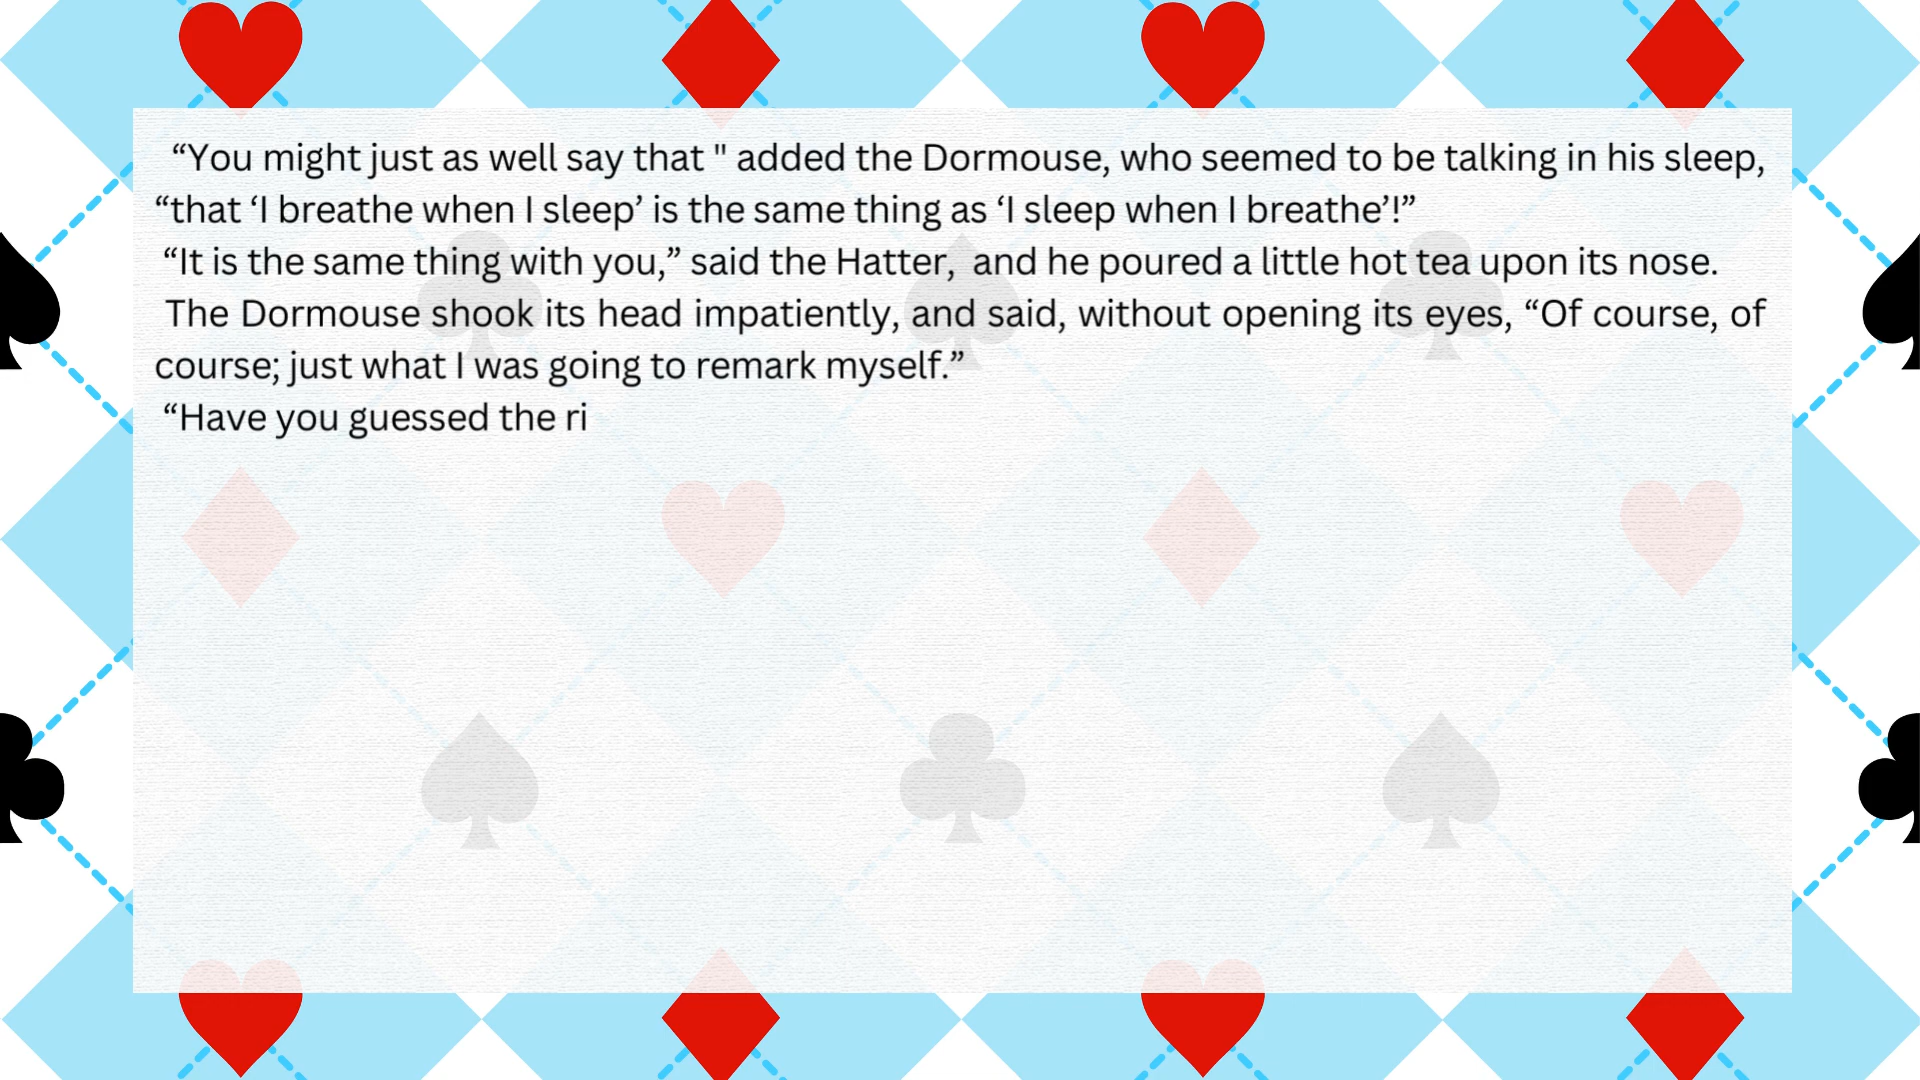 “You might just as well say that " added the Dormouse, who seemed to be talking in his sleep,
“that ‘I breathe when I sleep’ is the same thing as ‘I sleep when I breathe’!”
“It is the same thing with you,” said the Hatter,  and he poured a little hot tea upon its nose.
The Dormouse shook its head impatiently, and said, without opening its eyes, “Of course, of
course; just what I was going to remark myself.”
“Have you guessed the ri